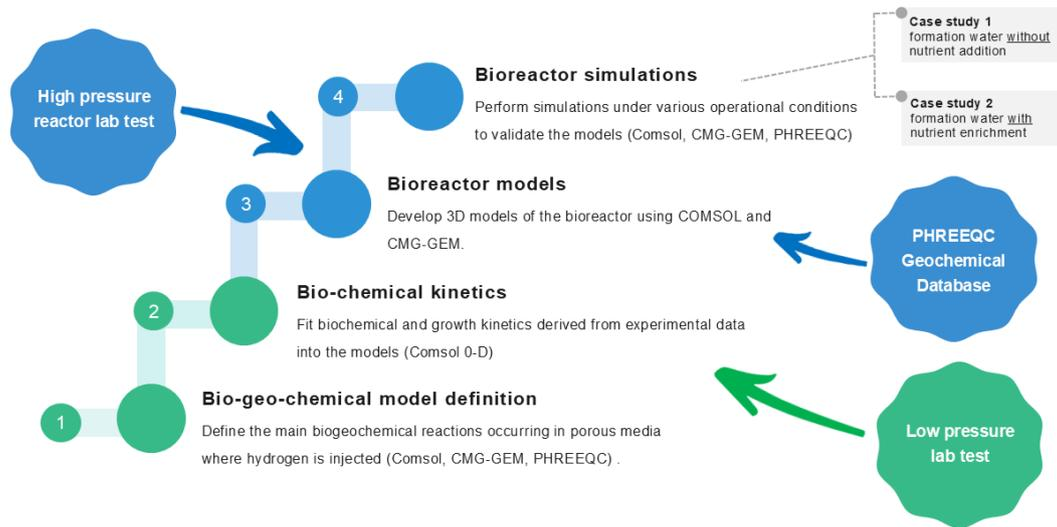 Case study 1
formation water without
nutrient addition
High pressure
reactor lab test
4
Bioreactor simulations
Perform simulations under various operational conditions
to validate the models (Comsol, CMG-GEM, PHREEQC)
Case study 2
formation water with
nutrient enrichment
3
Bioreactor models
Develop 3D models of the bioreactor using COMSOL and
CMG-GEM.
PHREEQC
Geochemical
Database
2
Bio-chemical kinetics
Fit biochemical and growth kinetics derived from experimental data
into the models (Comsol 0-D)
1
Bio-geo-chemical model definition
Define the main biogeochemical reactions occurring in porous media
where hydrogen is injected (Comsol, CMG-GEM, PHREEQC) .
Low pressure
lab test